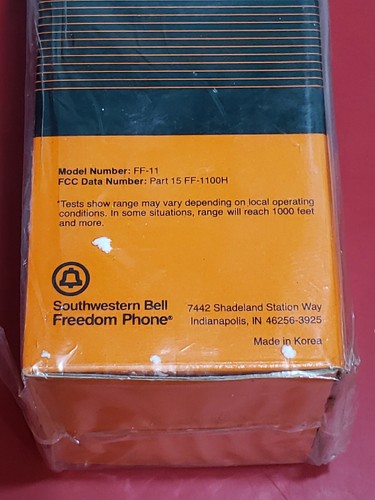 Model Number: FF-11
FCC Data Number: Part 15 FF-1100H
*Tests show range may vary depending on local operating
conditions. In some situations, range will reach 1000 feet
and more.
Southwestern Bell
Freedom Phone®
7442 Shadeland Station Way
Indianapolis, IN 46256-3925
Made in Korea